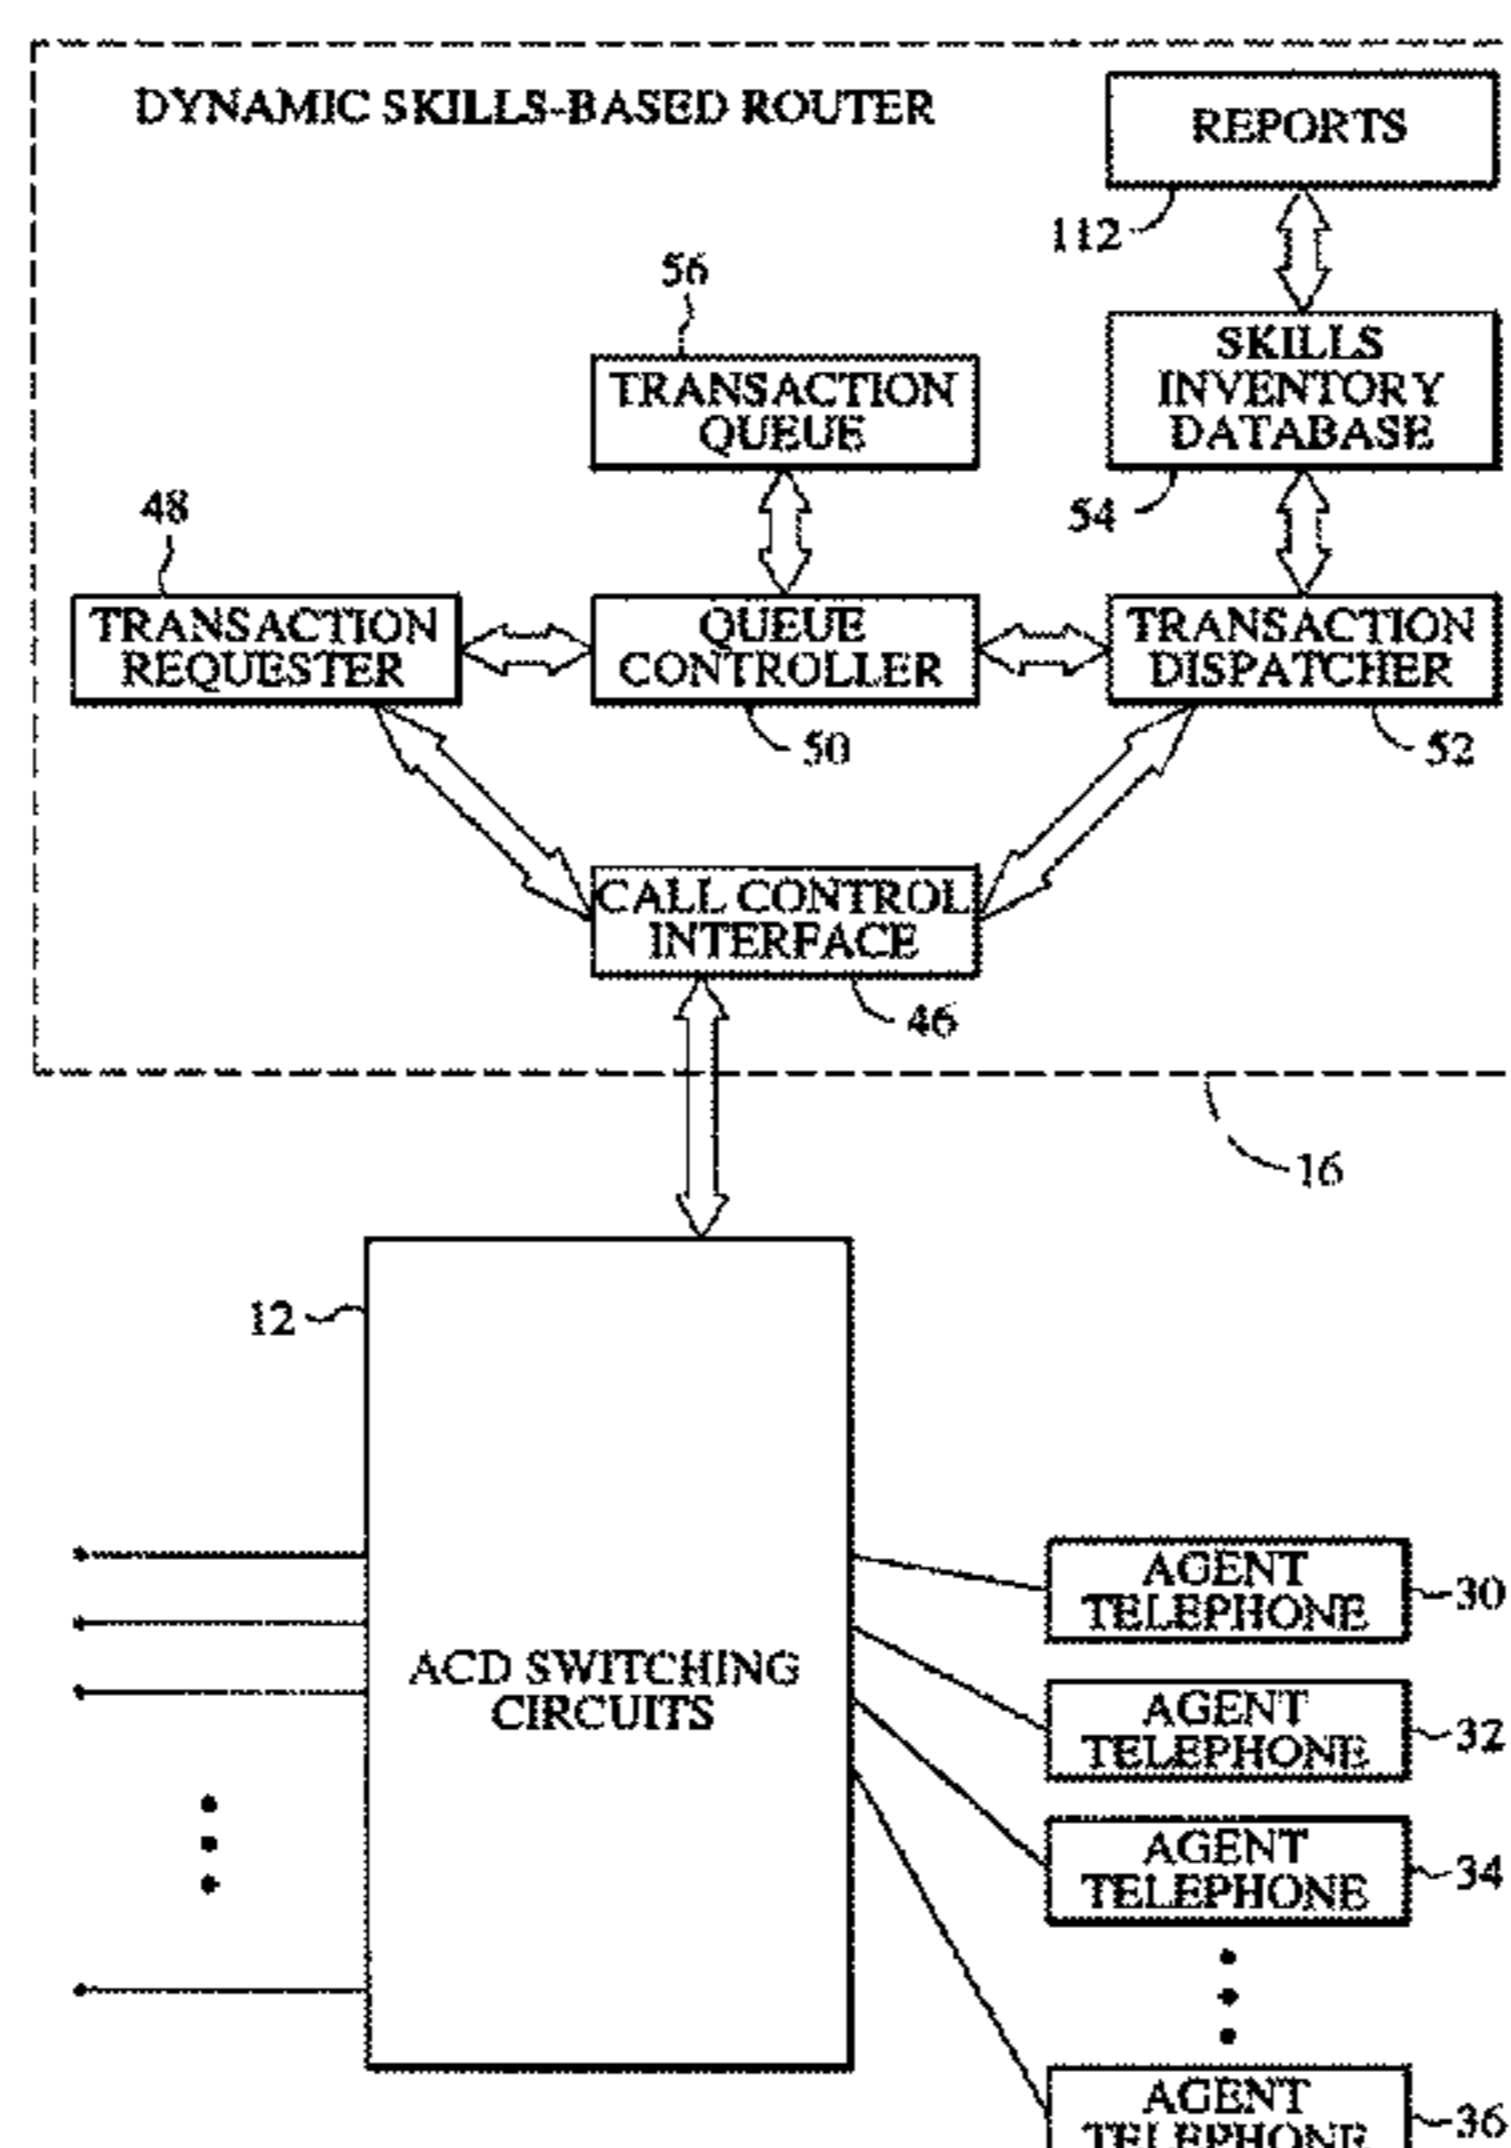 DYNAMIC SKILLS-BASED ROUTER
REPORTS
112
56
SKILLS
INVENTORY
DATABASE
TRANSACTION
QUEUE
48
54
TRANSACTION
REQUESTER
QUEUE
CONTROLLER
TRANSACTION
DISPATCHER
50
52
CALL CONTROL
INTERFACE
46
16
12
ACD SWITCHING
CIRCUITS
AGENT
TELEPHONE
30
AGENT
TELEPHONE
32
AGENT
TELEPHONE
34
AGENT
TELEPHONE
36